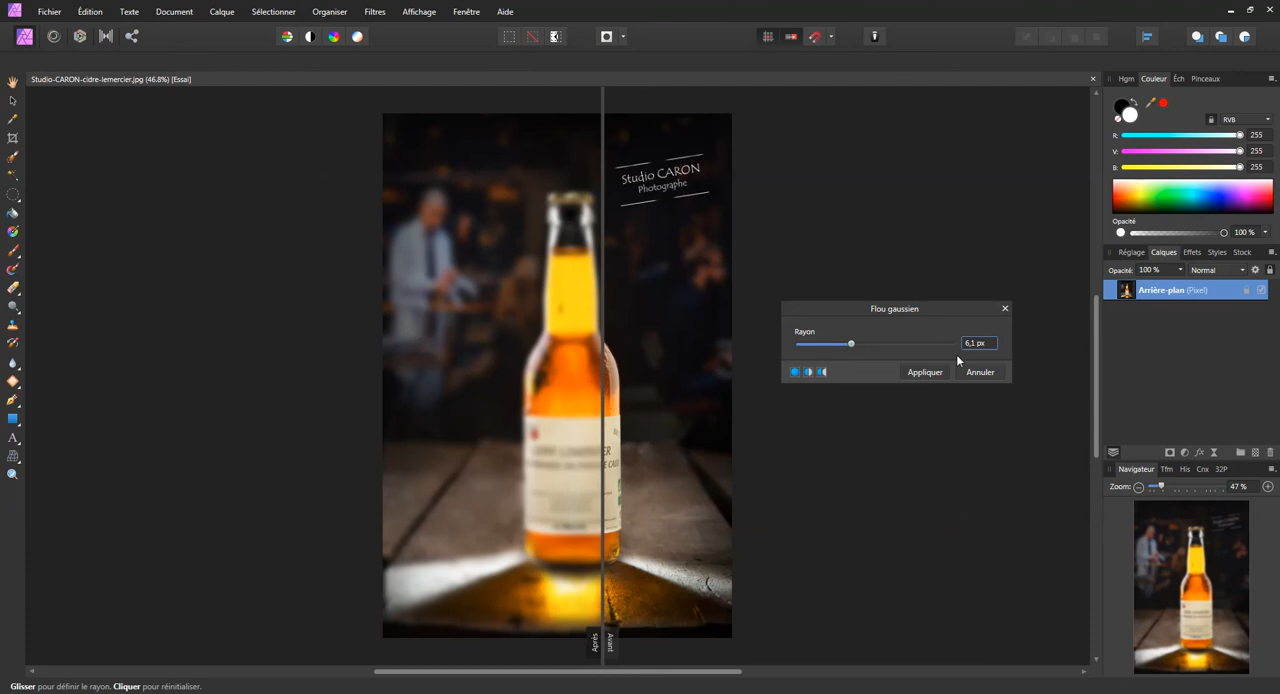 Fichier Édition Texte Document Calque Sélectionner Organiser Filtres Affichage Fenêtre Aide
Studio-CARON-cidre-lemercier.jpg (46.8%) [Essai]
Hgm Couleur Éch Pinceaux
RVB
R: 255
V: 255
B: 255
Opacité
100 %
Réglage Calques Effets Styles Stock
Opacité: 100 % Normal
Arrière-plan (Pixel)
Studio CARON
Photographe
Flou gaussien
Rayon
6,1 px
Appliquer Annuler
Après Avant
Navigateur Tfm His Cnx 32P
Zoom: 47 %
Glisser pour définir le rayon. Cliquer pour réinitialiser.